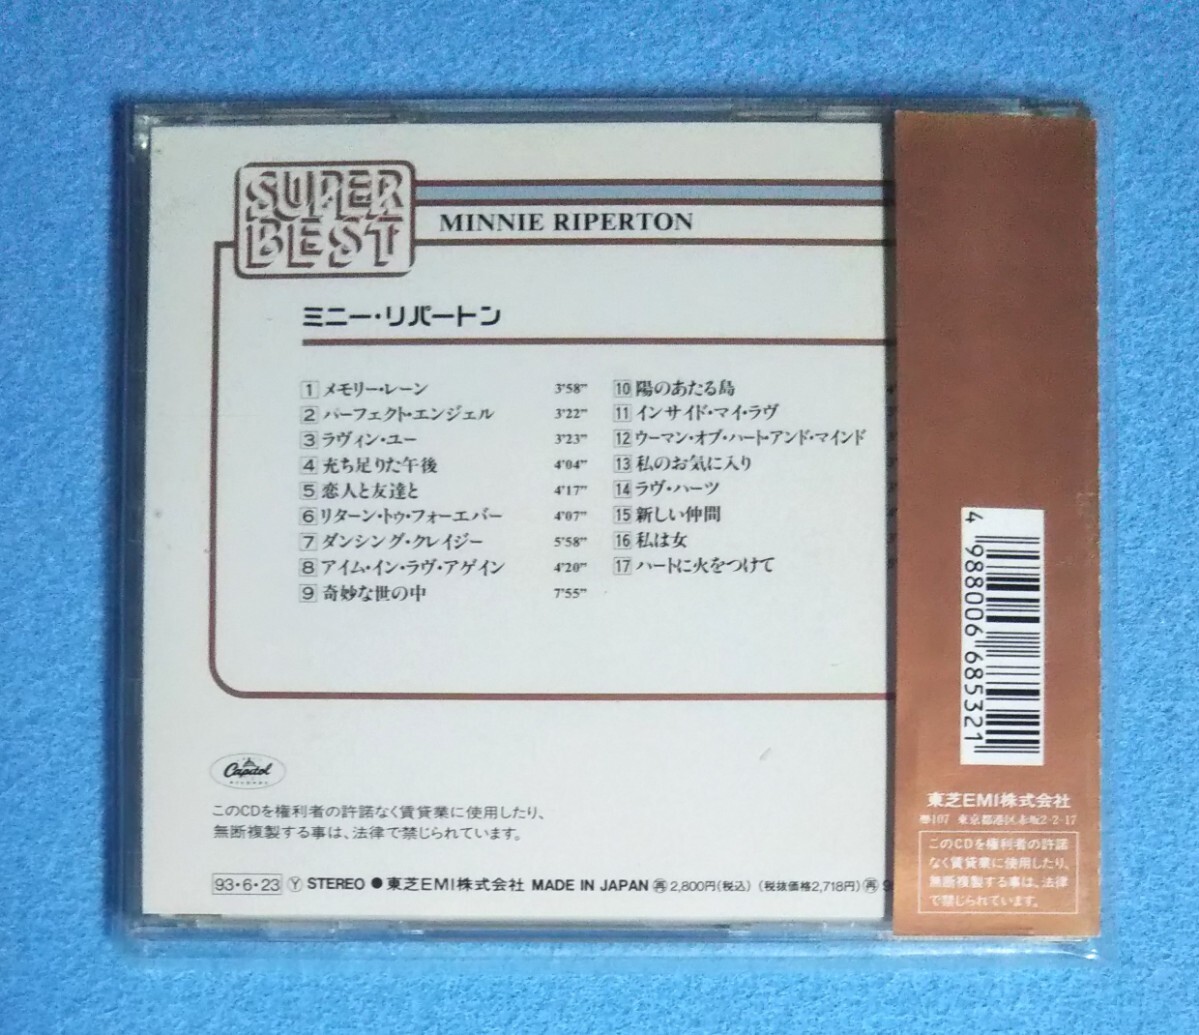 SUPER
BEST
MINNIE RIPERTON
ミニー・リパートン
1 メモリー・レーン 3'58"
2 パーフェクト・エンジェル 3'22"
3 ラヴィン・ユー 3'23"
4 充ち足りた午後 4'04"
5 恋人と友達と 4'17"
6 リターン・トゥ・フォーエバー 4'07"
7 ダンシング・クレイジー 5'58"
8 アイム・イン・ラヴ・アゲイン 4'20"
9 奇妙な世の中 7'55"
10 陽のあたる島
11 インサイド・マイ・ラヴ
12 ウーマン・オブ・ハート・アンド・マインド
13 私のお気に入り
14 ラヴ・ハーツ
15 新しい仲間
16 私は女
17 ハートに火をつけて
Capitol
RECORDS
このCDを権利者の許諾なく賃貸業に使用したり、
無断複製する事は、法律で禁じられています。
93・6・23 Ⓨ STEREO ● 東芝EMI株式会社 MADE IN JAPAN 再 2,800円(税込) (税抜価格2,718円) 再
4 988006 685321
東芝EMI株式会社
〒107 東京都港区赤坂2-2-17
このCDを権利者の許諾
なく賃貸業に使用したり、
無断複製する事は、法律
で禁じられています。